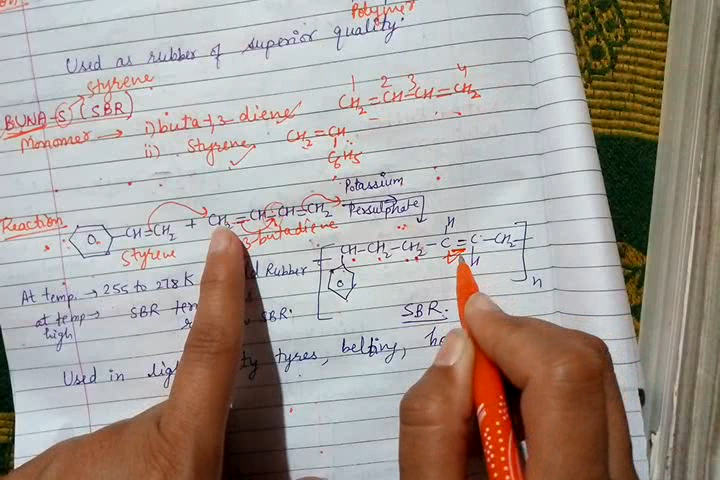 Polymer
Used as rubber of superior quality.
styrene
BUNA-S (SBR)
1 2 3 4
CH2=CH-CH=CH2
Monomer → i) buta-1,3-diene
CH2=CH
C6H5
ii) Styrene
Reaction
CH=CH2 + CH2=CH-CH=CH2
Potassium
Persulphate
Styrene
3-butadiene
H
CH-CH2-CH2-C=C-CH2
H
n
At temp. → 255 to 278 K Rubber
at temp → SBR
high SBR.
SBR.
Used in tyres, belting,